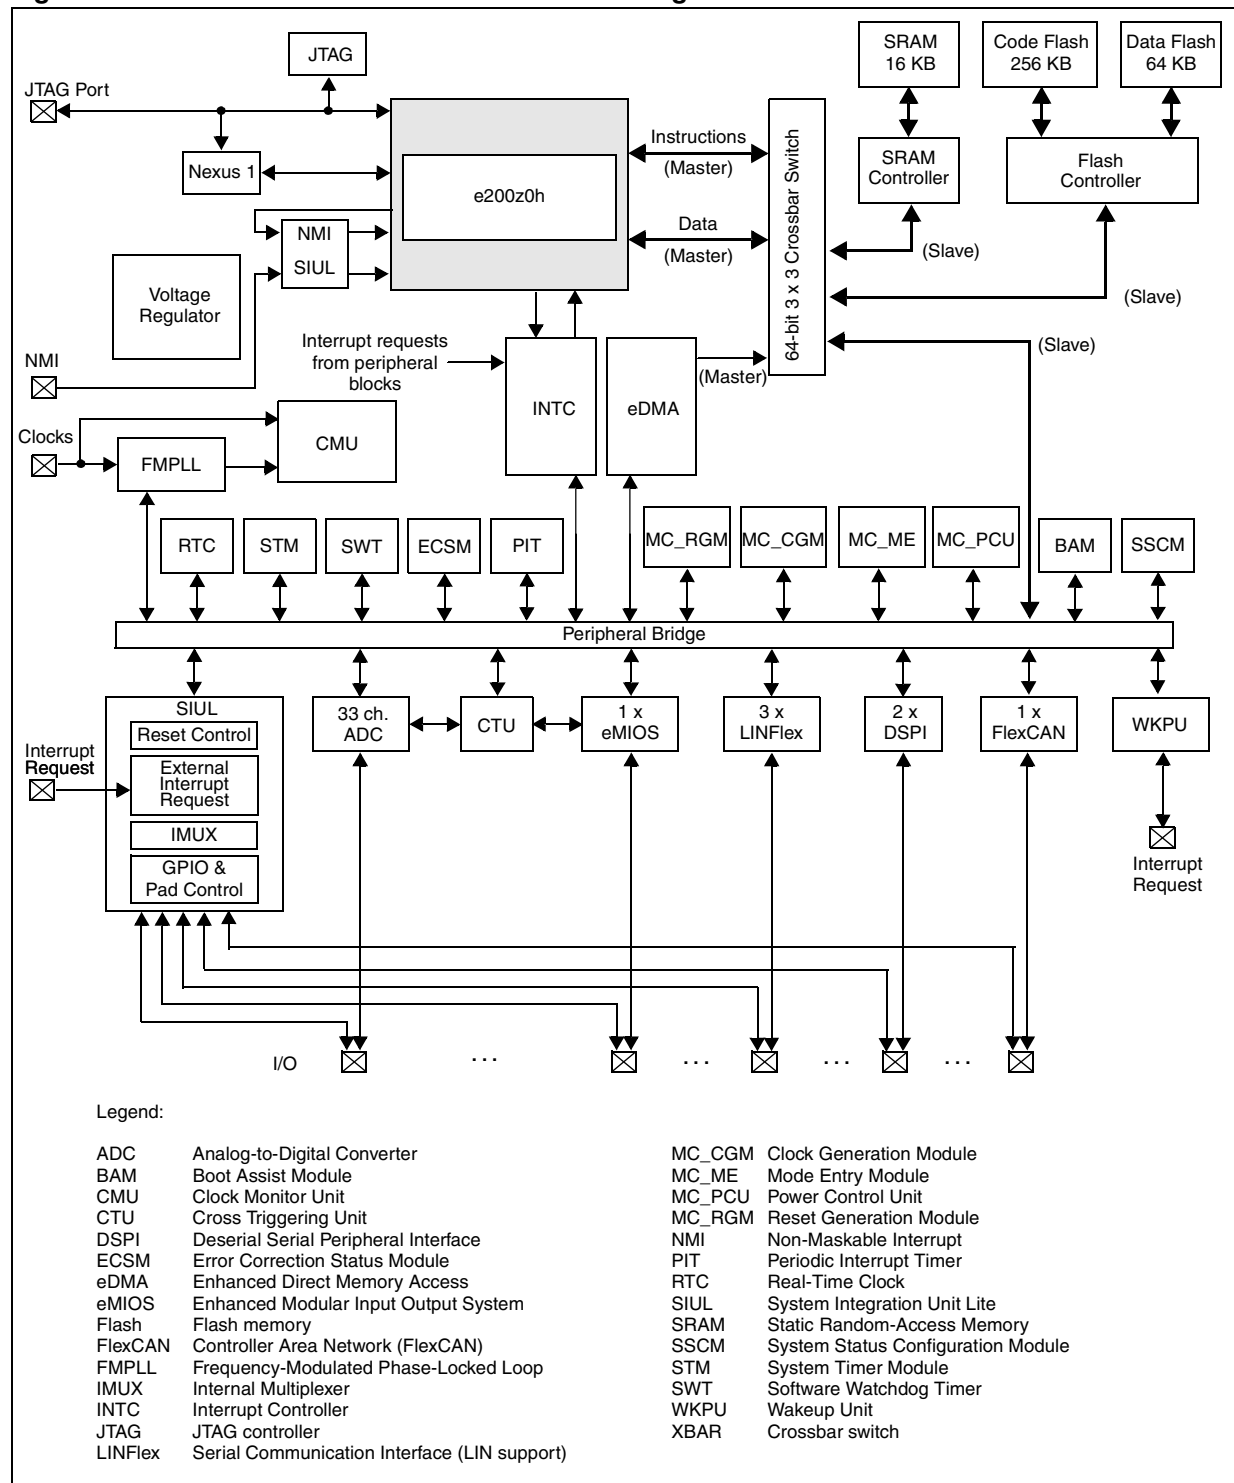 JTAG
SRAM
16 KB
Code Flash
256 KB
Data Flash
64 KB
JTAG Port
Nexus 1
e200z0h
Instructions
(Master)
Data
(Master)
64-bit 3 x 3 Crossbar Switch
SRAM
Controller
Flash
Controller
NMI
SIUL
(Slave)
(Slave)
(Slave)
Voltage
Regulator
NMI
Interrupt requests
from peripheral
blocks
INTC
eDMA
(Master)
Clocks
FMPLL
CMU
RTC
STM
SWT
ECSM
PIT
MC_RGM
MC_CGM
MC_ME
MC_PCU
BAM
SSCM
Peripheral Bridge
SIUL
Reset Control
External
Interrupt
Request
IMUX
GPIO &
Pad Control
Interrupt
Request
33 ch.
ADC
CTU
1 x
eMIOS
3 x
LINFlex
2 x
DSPI
1 x
FlexCAN
WKPU
Interrupt
Request
I/O
...
...
...
...
Legend:
ADC Analog-to-Digital Converter
BAM Boot Assist Module
CMU Clock Monitor Unit
CTU Cross Triggering Unit
DSPI Deserial Serial Peripheral Interface
ECSM Error Correction Status Module
eDMA Enhanced Direct Memory Access
eMIOS Enhanced Modular Input Output System
Flash Flash memory
FlexCAN Controller Area Network (FlexCAN)
FMPLL Frequency-Modulated Phase-Locked Loop
IMUX Internal Multiplexer
INTC Interrupt Controller
JTAG JTAG controller
LINFlex Serial Communication Interface (LIN support)
MC_CGM Clock Generation Module
MC_ME Mode Entry Module
MC_PCU Power Control Unit
MC_RGM Reset Generation Module
NMI Non-Maskable Interrupt
PIT Periodic Interrupt Timer
RTC Real-Time Clock
SIUL System Integration Unit Lite
SRAM Static Random-Access Memory
SSCM System Status Configuration Module
STM System Timer Module
SWT Software Watchdog Timer
WKPU Wakeup Unit
XBAR Crossbar switch